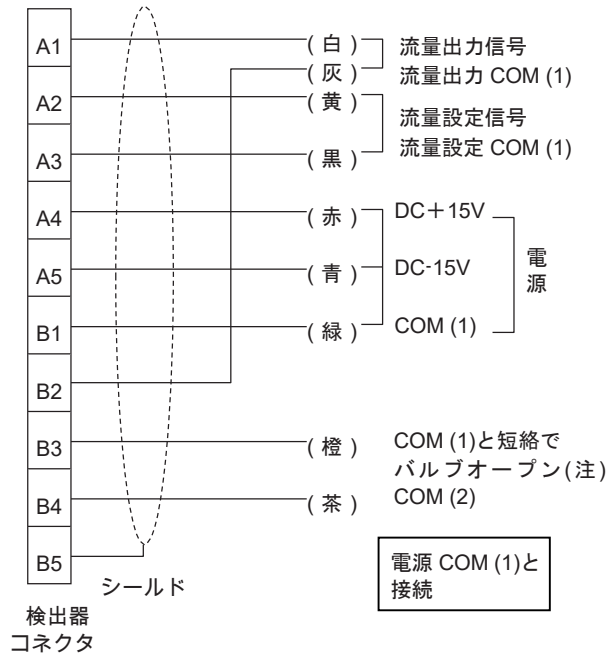 A1 (白) 流量出力信号
(灰) 流量出力 COM (1)
A2 (黄) 流量設定信号
A3 (黒) 流量設定 COM (1)
A4 (赤) DC＋15V
A5 (青) DC-15V
電源
B1 (緑) COM (1)
B2
B3 (橙) COM (1)と短絡で
バルブオープン(注)
B4 (茶) COM (2)
B5
シールド
電源 COM (1)と
接続
検出器
コネクタ